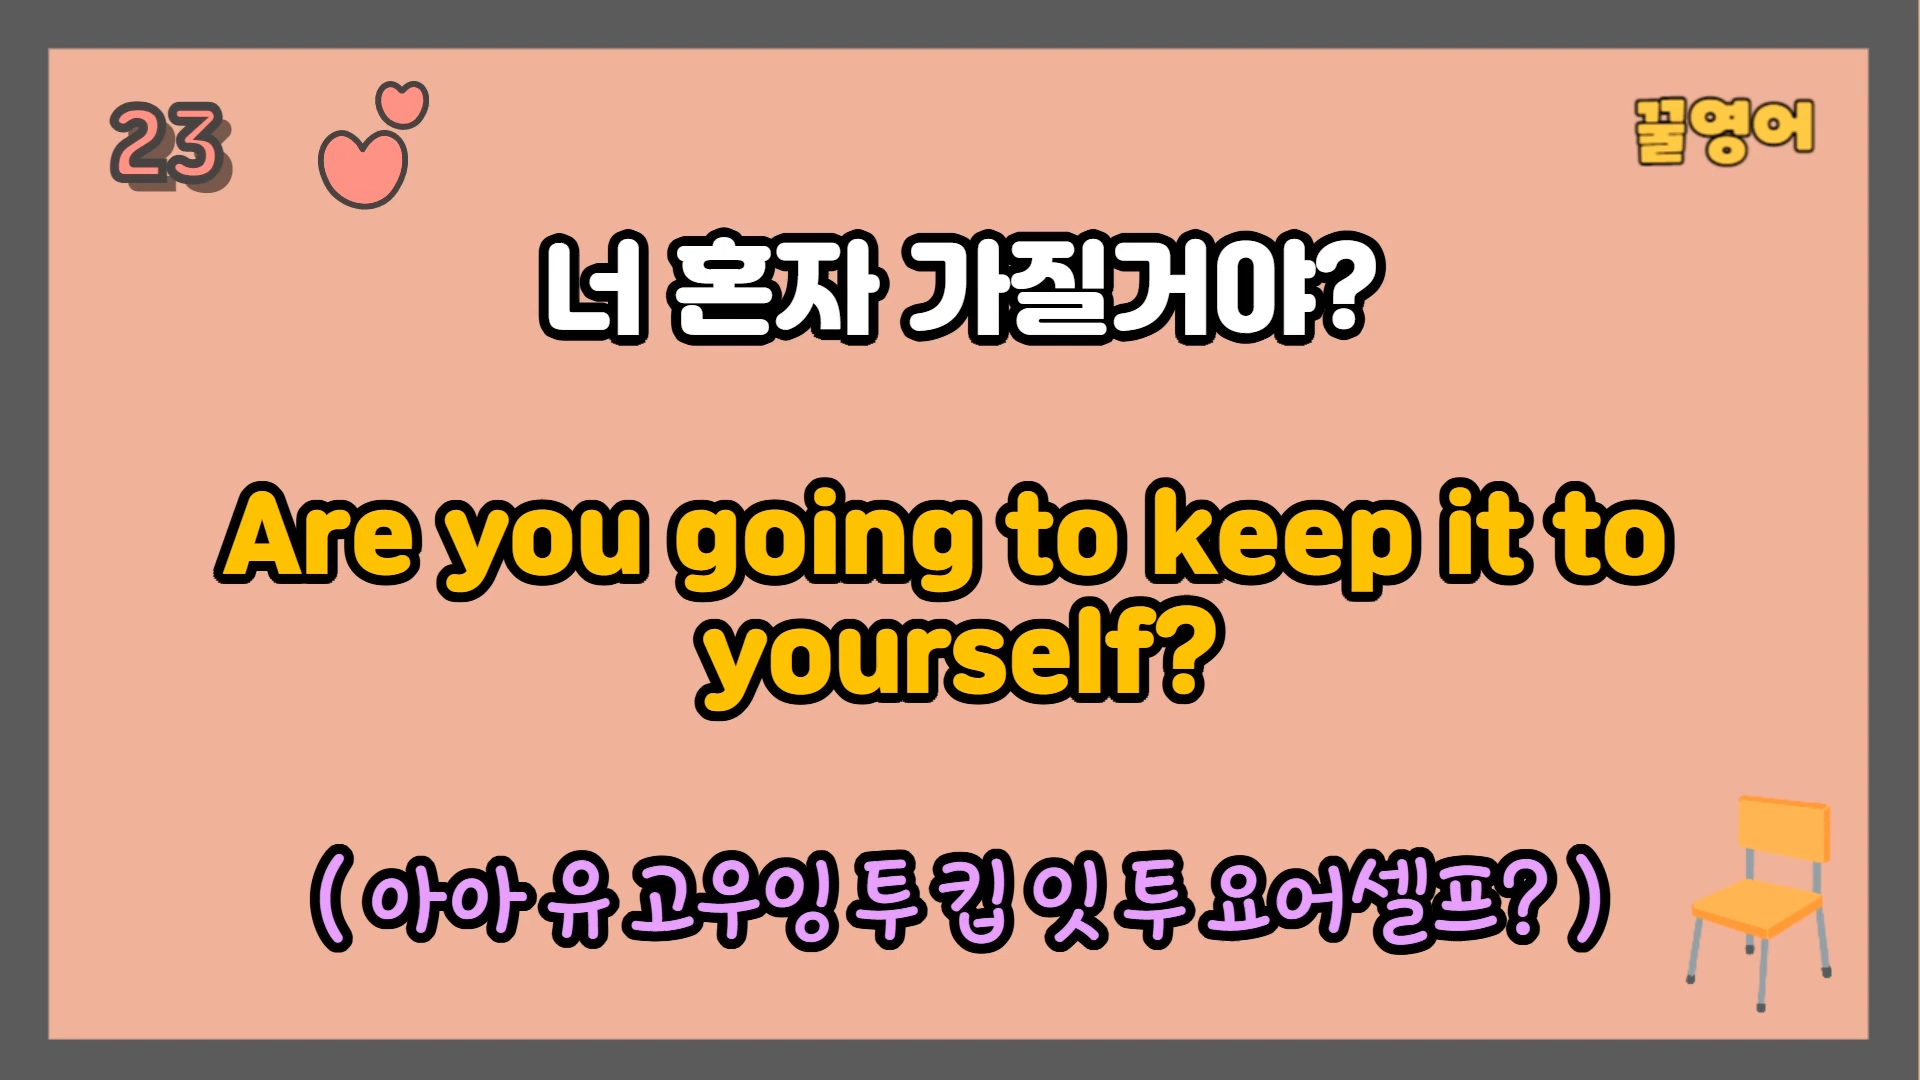 23
꿀영어
너 혼자 가질거야?
Are you going to keep it to
yourself?
( 아아 유 고우잉 투 킵 잇 투 요어셀프? )